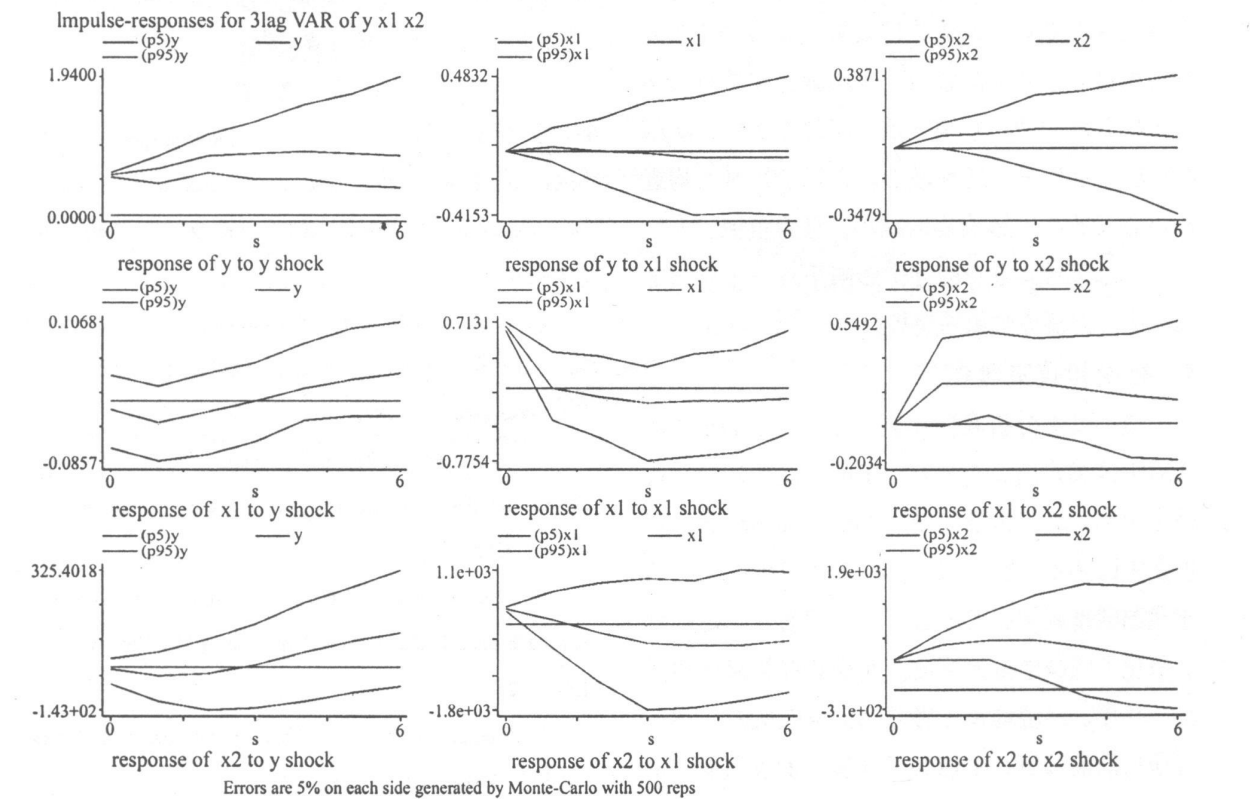 Impulse-responses for 3lag VAR of y x1 x2
(p5)y y
(p95)y
1.9400
0.0000
0 6
s
response of y to y shock
(p5)x1 x1
(p95)x1
0.4832
-0.4153
0 6
s
response of y to x1 shock
(p5)x2 x2
(p95)x2
0.3871
-0.3479
0 6
s
response of y to x2 shock
(p5)y y
(p95)y
0.1068
-0.0857
0 6
s
response of x1 to y shock
(p5)x1 x1
(p95)x1
0.7131
-0.7754
0 6
s
response of x1 to x1 shock
(p5)x2 x2
(p95)x2
0.5492
-0.2034
0 6
s
response of x1 to x2 shock
(p5)y y
(p95)y
325.4018
-1.43+02
0 6
s
response of x2 to y shock
(p5)x1 x1
(p95)x1
1.1e+03
-1.8e+03
0 6
s
response of x2 to x1 shock
(p5)x2 x2
(p95)x2
1.9e+03
-3.1e+02
0 6
s
response of x2 to x2 shock
Errors are 5% on each side generated by Monte-Carlo with 500 reps